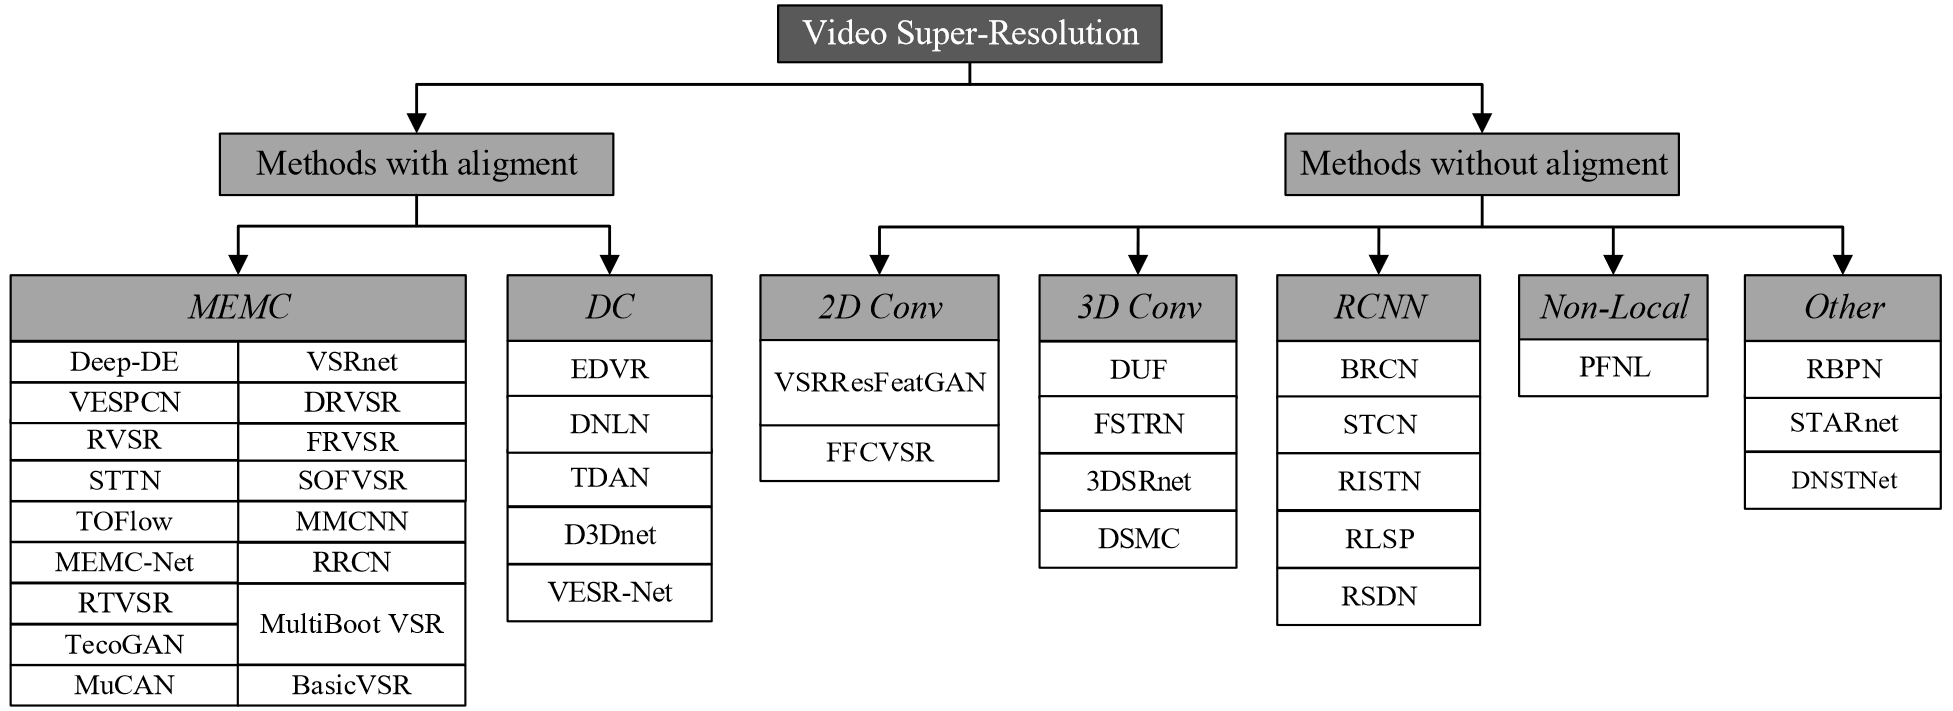 Video Super-Resolution
Methods with aligment
Methods without aligment
MEMC
Deep-DE
VSRnet
VESPCN
DRVSR
RVSR
FRVSR
STTN
SOFVSR
TOFlow
MMCNN
MEMC-Net
RRCN
RTVSR
MultiBoot VSR
TecoGAN
MuCAN
BasicVSR
DC
EDVR
DNLN
TDAN
D3Dnet
VESR-Net
2D Conv
VSRResFeatGAN
FFCVSR
3D Conv
DUF
FSTRN
3DSRnet
DSMC
RCNN
BRCN
STCN
RISTN
RLSP
RSDN
Non-Local
PFNL
Other
RBPN
STARnet
DNSTNet